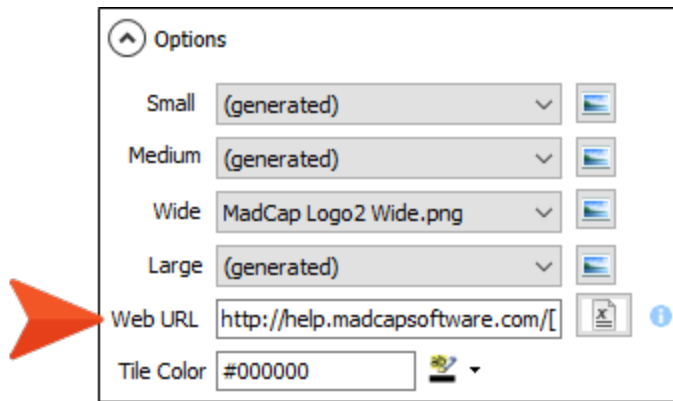 Options
Small (generated)
Medium (generated)
Wide MadCap Logo2 Wide.png
Large (generated)
Web URL http://help.madcapsoftware.com/[
Tile Color #000000